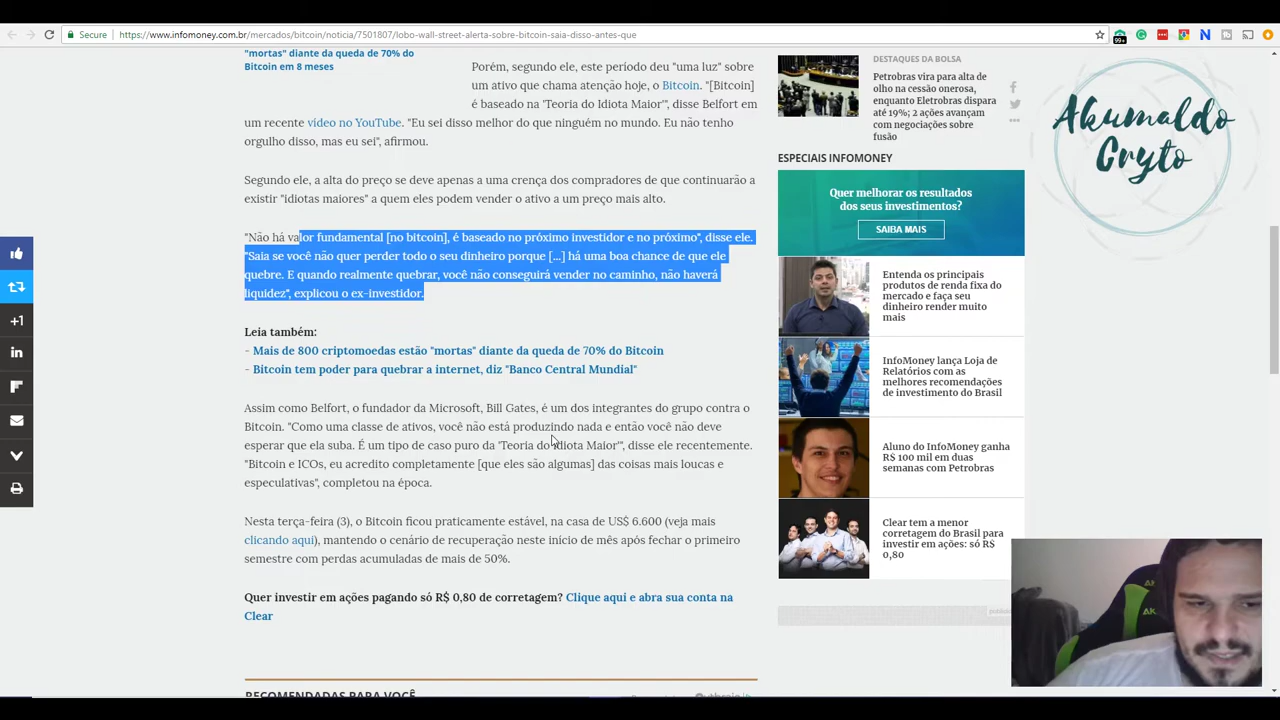 Secure
https://www.infomoney.com.br/mercados/bitcoin/noticia/7501807/lobo-wall-street-alerta-sobre-bitcoin-saia-disso-antes-que
99+
"mortas" diante da queda de 70% do
Bitcoin em 8 meses
Porém, segundo ele, este período deu "uma luz" sobre
um ativo que chama atenção hoje, o Bitcoin. "[Bitcoin]
é baseado na 'Teoria do Idiota Maior'", disse Belfort em
um recente vídeo no YouTube. "Eu sei disso melhor do que ninguém no mundo. Eu não tenho
orgulho disso, mas eu sei", afirmou.
Segundo ele, a alta do preço se deve apenas a uma crença dos compradores de que continuarão a
existir "idiotas maiores" a quem eles podem vender o ativo a um preço mais alto.
"Não há valor fundamental [no bitcoin], é baseado no próximo investidor e no próximo", disse ele.
"Saia se você não quer perder todo o seu dinheiro porque [...] há uma boa chance de que ele
quebre. E quando realmente quebrar, você não conseguirá vender no caminho, não haverá
liquidez", explicou o ex-investidor.
Leia também:
- Mais de 800 criptomoedas estão "mortas" diante da queda de 70% do Bitcoin
- Bitcoin tem poder para quebrar a internet, diz "Banco Central Mundial"
Assim como Belfort, o fundador da Microsoft, Bill Gates, é um dos integrantes do grupo contra o
Bitcoin. "Como uma classe de ativos, você não está produzindo nada e então você não deve
esperar que ela suba. É um tipo de caso puro da 'Teoria do Idiota Maior'", disse ele recentemente.
"Bitcoin e ICOs, eu acredito completamente [que eles são algumas] das coisas mais loucas e
especulativas", completou na época.
Nesta terça-feira (3), o Bitcoin ficou praticamente estável, na casa de US$ 6.600 (veja mais
clicando aqui), mantendo o cenário de recuperação neste início de mês após fechar o primeiro
semestre com perdas acumuladas de mais de 50%.
Quer investir em ações pagando só R$ 0,80 de corretagem? Clique aqui e abra sua conta na
Clear
RECOMENDADAS PARA VOCÊ
+1
in
DESTAQUES DA BOLSA
Petrobras vira para alta de
olho na cessão onerosa,
enquanto Eletrobras dispara
até 19%; 2 ações avançam
com negociações sobre
fusão
ESPECIAIS INFOMONEY
Quer melhorar os resultados
dos seus investimentos?
SAIBA MAIS
Entenda os principais
produtos de renda fixa do
mercado e faça seu
dinheiro render muito
mais
InfoMoney lança Loja de
Relatórios com as
melhores recomendações
de investimento do Brasil
Aluno do InfoMoney ganha
R$ 100 mil em duas
semanas com Petrobras
Clear tem a menor
corretagem do Brasil para
investir em ações: só R$
0,80
Akumaldo
Cryto